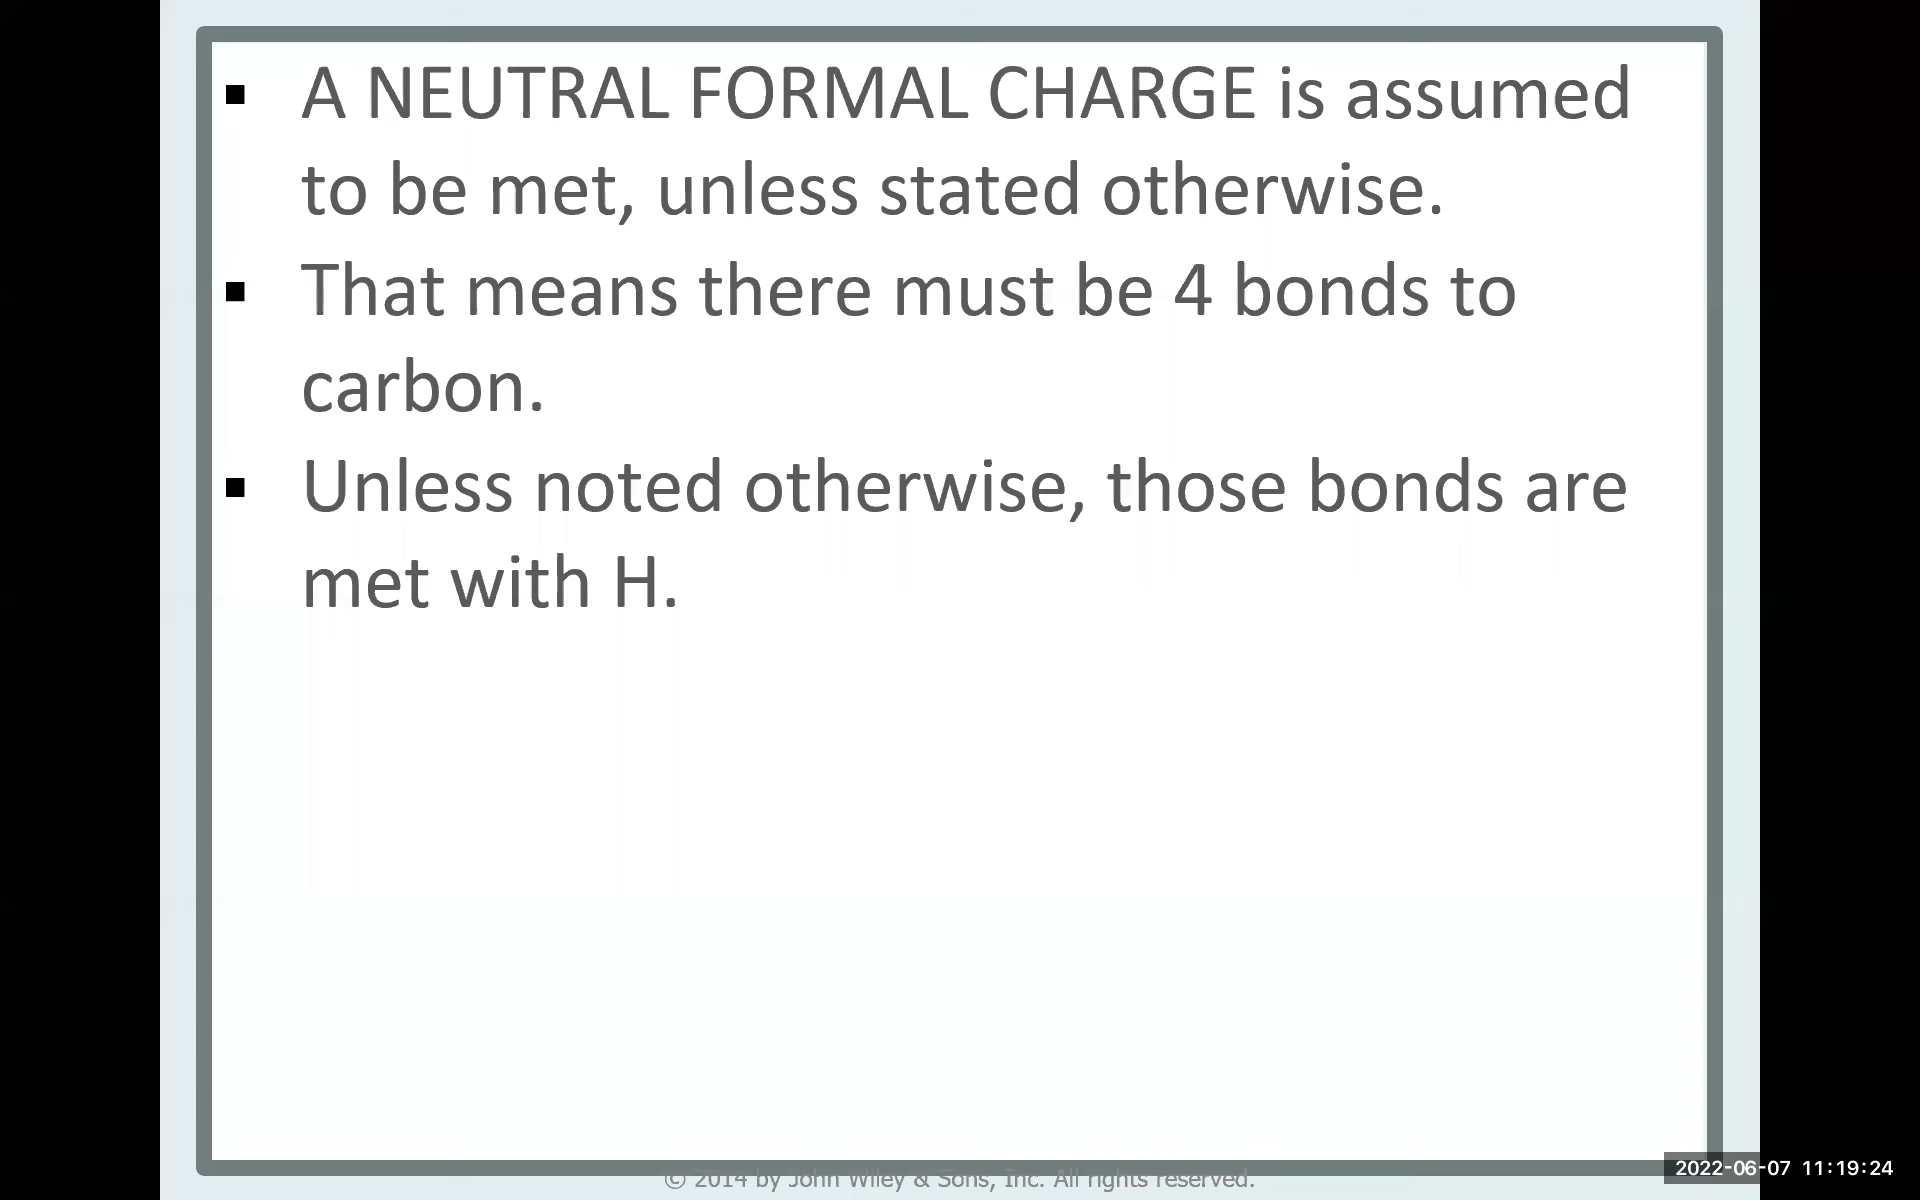 ▪ A NEUTRAL FORMAL CHARGE is assumed
to be met, unless stated otherwise.
▪ That means there must be 4 bonds to
carbon.
▪ Unless noted otherwise, those bonds are
met with H.
© 2014 by John Wiley & Sons, Inc. All rights reserved.
2022-06-07 11:19:24